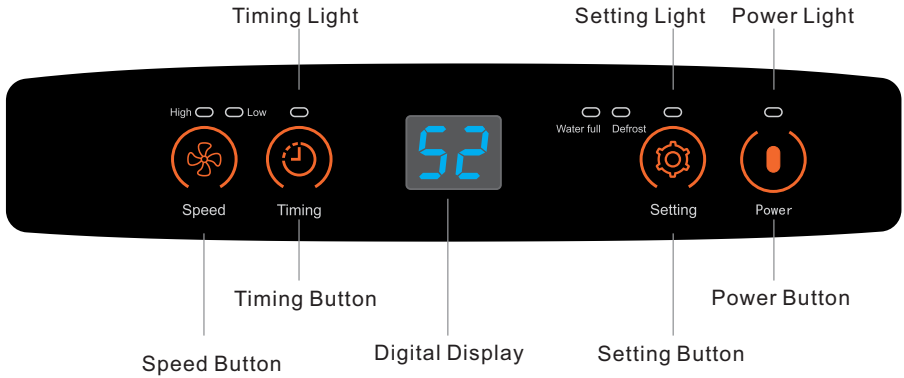 Timing Light
Setting Light
Power Light
High
Low
52
Water full
Defrost
Speed
Timing
Setting
Power
Timing Button
Power Button
Speed Button
Digital Display
Setting Button